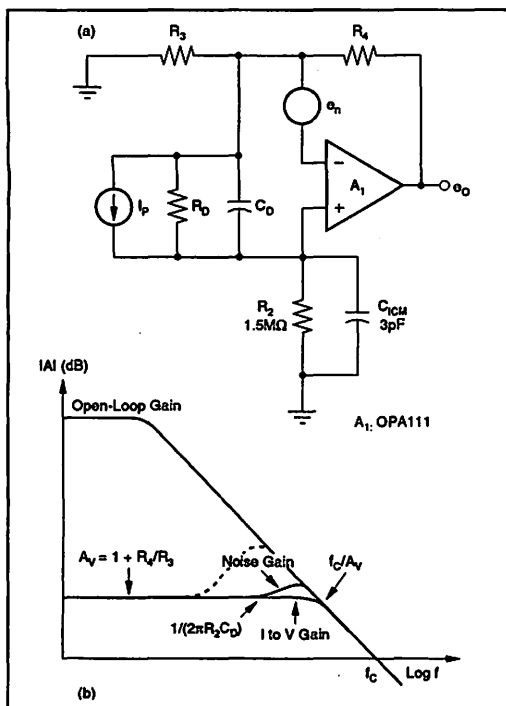 (a)
R3
R4
en
IP
RD
CD
A1
eO
R2
1.5MΩ
CICM
3pF
A1: OPA111
|A| (dB)
Open-Loop Gain
AV = 1 + R4/R3
Noise Gain
fC/AV
1/(2πR2CD)
I to V Gain
fC
Log f
(b)